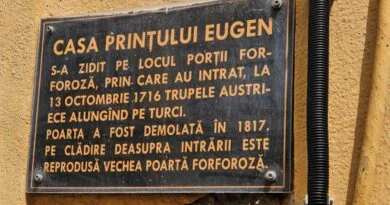 CASA PRINȚULUI EUGEN
S-A ZIDIT PE LOCUL PORȚII FOR-
FOROZĂ, PRIN CARE AU INTRAT, LA
13 OCTOMBRIE 1716 TRUPELE AUSTRI-
ECE ALUNGÎND PE TURCI.
POARTA A FOST DEMOLATĂ ÎN 1817.
PE CLĂDIRE DEASUPRA INTRĂRII ESTE
REPRODUSĂ VECHEA POARTĂ FORFOROZĂ.